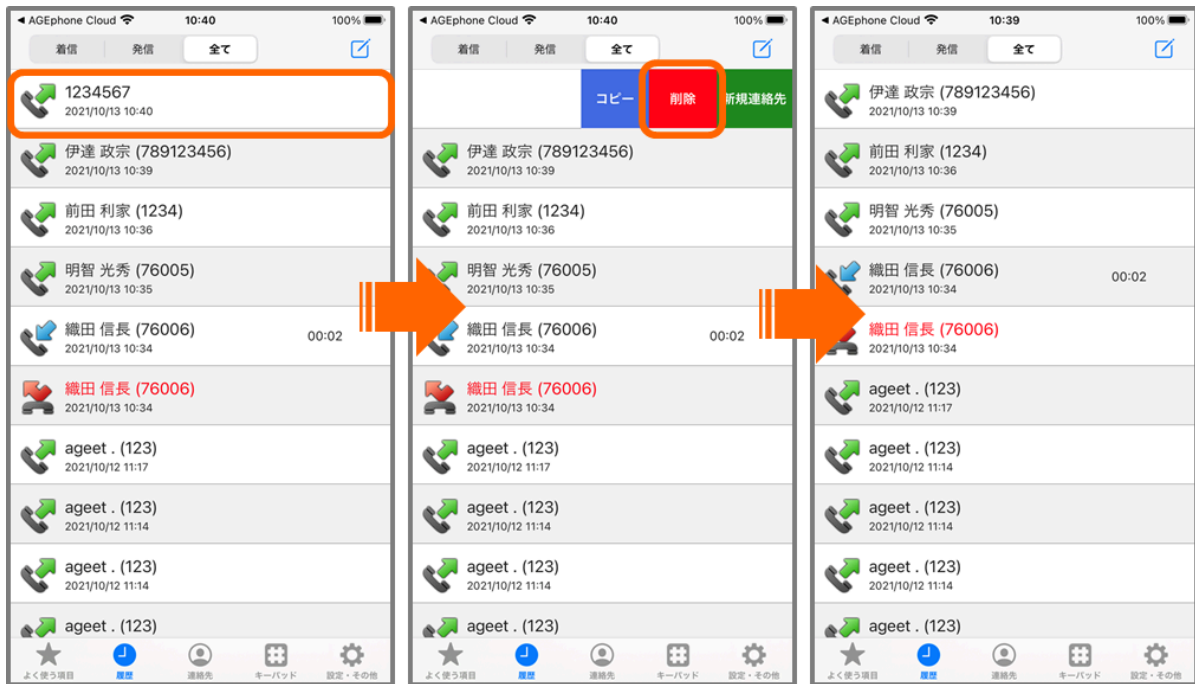 AGEphone Cloud 10:40 100%
着信 発信 全て
1234567
2021/10/13 10:40
伊達 政宗 (789123456)
2021/10/13 10:39
前田 利家 (1234)
2021/10/13 10:36
明智 光秀 (76005)
2021/10/13 10:35
織田 信長 (76006) 00:02
2021/10/13 10:34
織田 信長 (76006)
2021/10/13 10:34
ageet . (123)
2021/10/12 11:17
ageet . (123)
2021/10/12 11:14
ageet . (123)
2021/10/12 11:14
ageet . (123)
よく使う項目 履歴 連絡先 キーパッド 設定・その他
AGEphone Cloud 10:40 100%
着信 発信 全て
コピー 削除 新規連絡先
伊達 政宗 (789123456)
2021/10/13 10:39
前田 利家 (1234)
2021/10/13 10:36
明智 光秀 (76005)
2021/10/13 10:35
織田 信長 (76006) 00:02
2021/10/13 10:34
織田 信長 (76006)
2021/10/13 10:34
ageet . (123)
2021/10/12 11:17
ageet . (123)
2021/10/12 11:14
ageet . (123)
2021/10/12 11:14
ageet . (123)
よく使う項目 履歴 連絡先 キーパッド 設定・その他
AGEphone Cloud 10:39 100%
着信 発信 全て
伊達 政宗 (789123456)
2021/10/13 10:39
前田 利家 (1234)
2021/10/13 10:36
明智 光秀 (76005)
2021/10/13 10:35
織田 信長 (76006) 00:02
2021/10/13 10:34
織田 信長 (76006)
2021/10/13 10:34
ageet . (123)
2021/10/12 11:17
ageet . (123)
2021/10/12 11:14
ageet . (123)
2021/10/12 11:14
ageet . (123)
2021/10/12 11:14
ageet . (123)
よく使う項目 履歴 連絡先 キーパッド 設定・その他